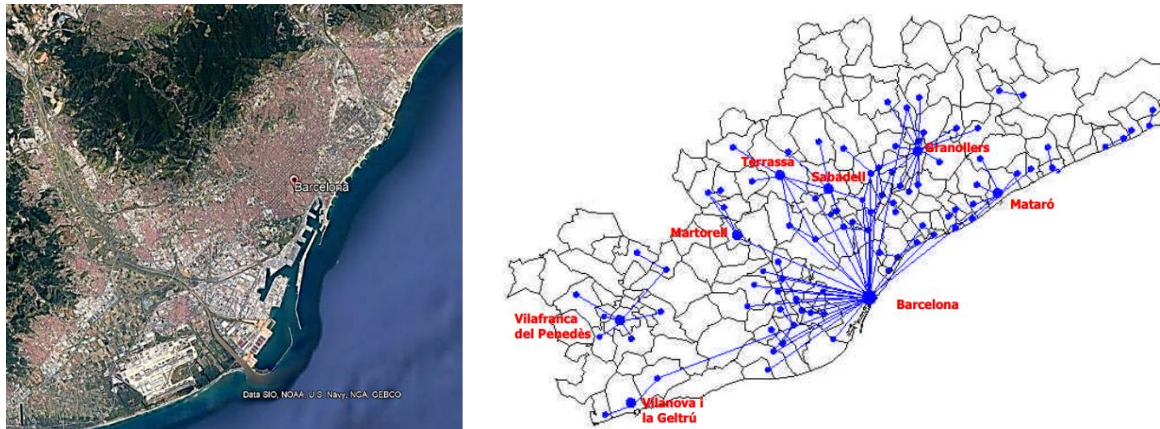 Barcelona
Data SIO, NOAA, U.S. Navy, NGA, GEBCO
Granollers
Terrassa
Sabadell
Mataró
Martorell
Barcelona
Vilafranca
del Penedès
Vilanova i
la Geltrú